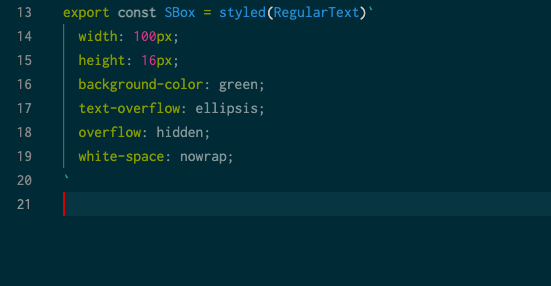 13 export const SBox = styled(RegularText)`
14 width: 100px;
15 height: 16px;
16 background-color: green;
17 text-overflow: ellipsis;
18 overflow: hidden;
19 white-space: nowrap;
20 `
21